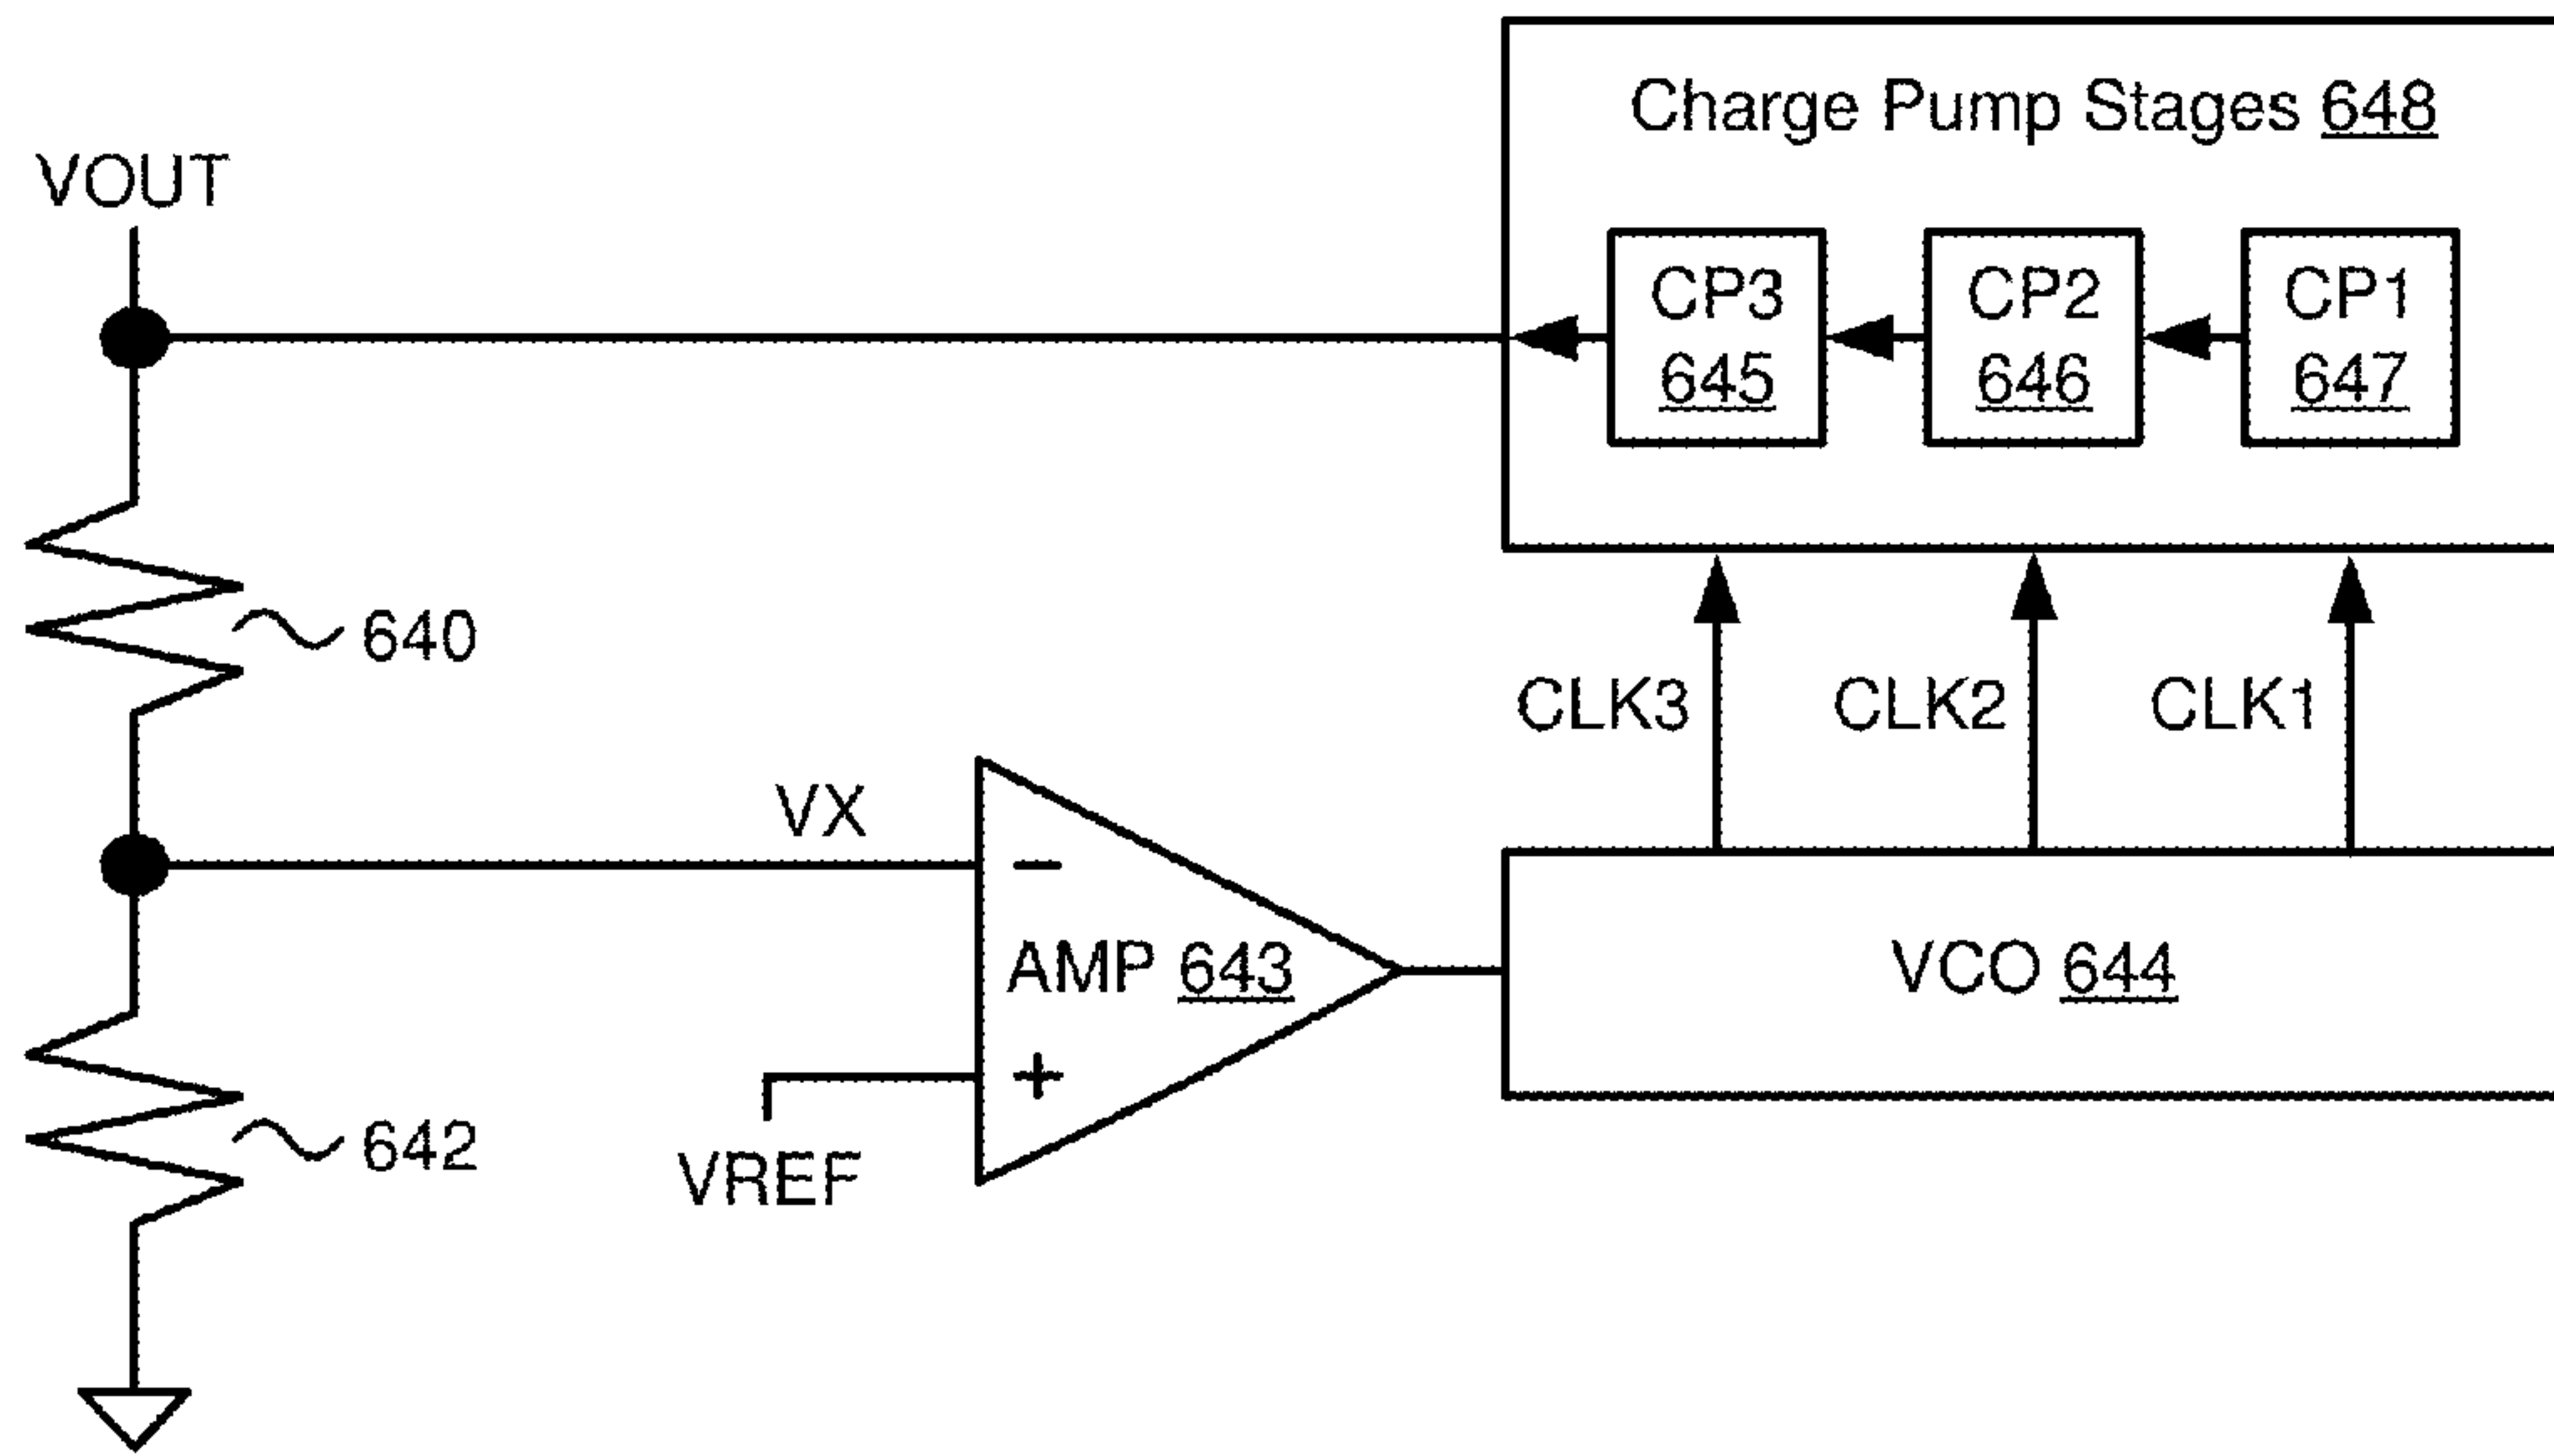 Charge Pump Stages 648
VOUT
CP3
645
CP2
646
CP1
647
640
CLK3
CLK2
CLK1
VX
−
AMP 643
+
VREF
VCO 644
642